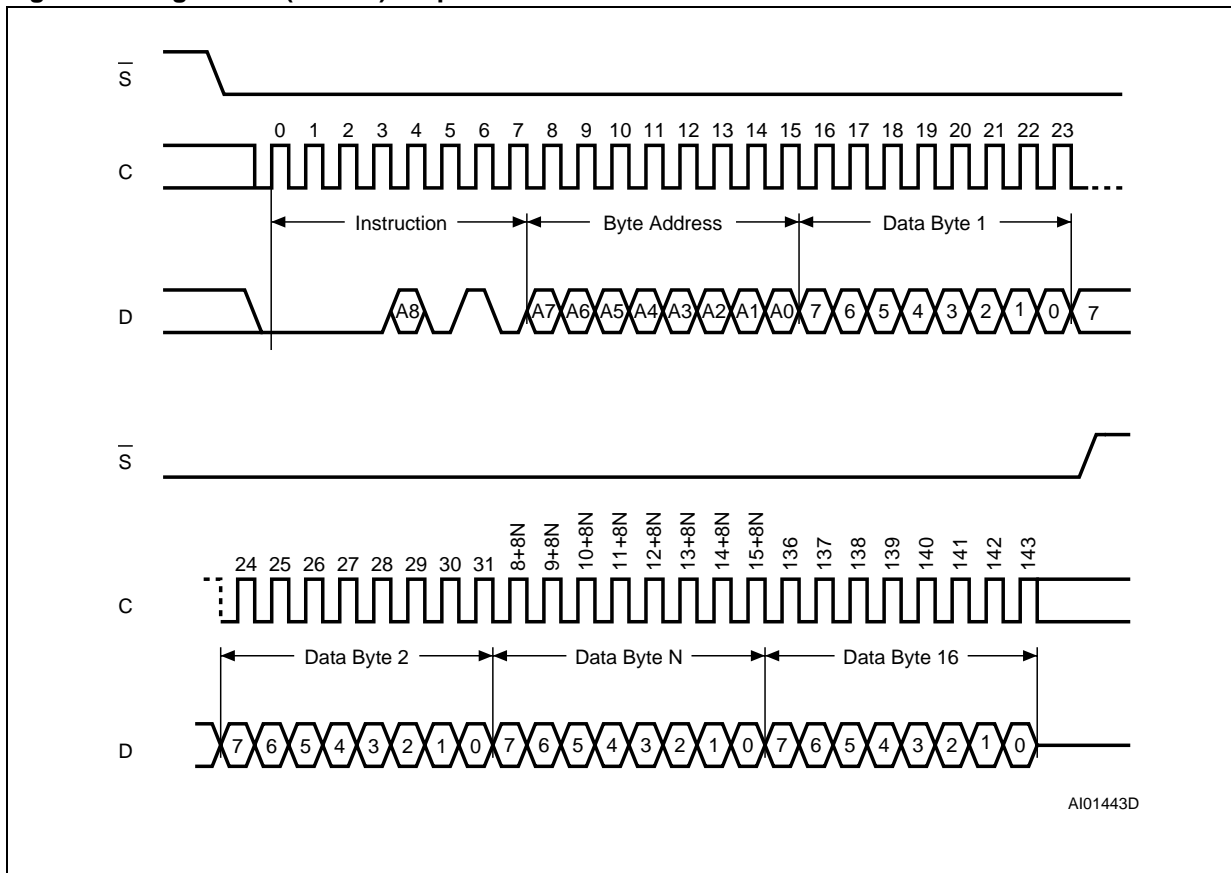 S
0 1 2 3 4 5 6 7 8 9 10 11 12 13 14 15 16 17 18 19 20 21 22 23
C
Instruction Byte Address Data Byte 1
D A8 A7 A6 A5 A4 A3 A2 A1 A0 7 6 5 4 3 2 1 0 7
S
24 25 26 27 28 29 30 31 8+8N 9+8N 10+8N 11+8N 12+8N 13+8N 14+8N 15+8N 136 137 138 139 140 141 142 143
C
Data Byte 2 Data Byte N Data Byte 16
D 7 6 5 4 3 2 1 0 7 6 5 4 3 2 1 0 7 6 5 4 3 2 1 0
AI01443D